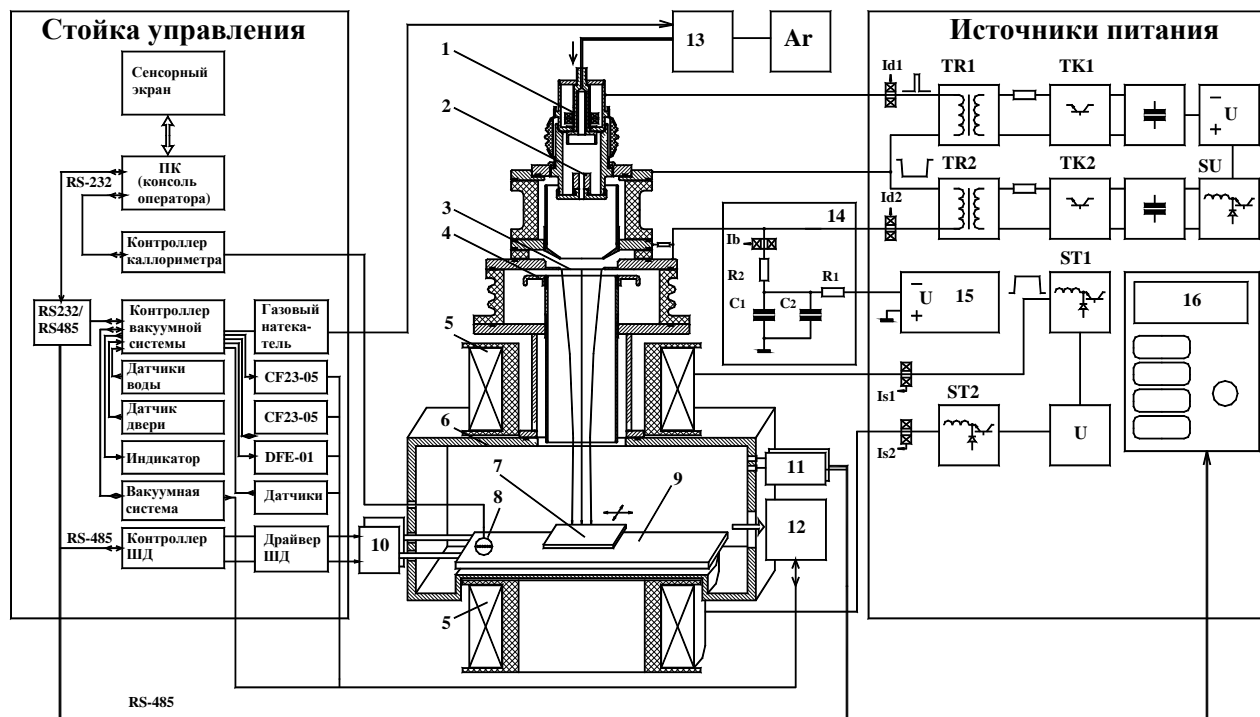 Стойка управления
Сенсорный
экран
ПК
(консоль
оператора)
RS-232
Контроллер
каллориметра
RS232/
RS485
Контроллер
вакуумной
системы
Газовый
натека-
тель
Датчики
воды
CF23-05
Датчик
двери
CF23-05
Индикатор
DFE-01
Вакуумная
система
Датчики
RS-485
Контроллер
ШД
Драйвер
ШД
RS-485
1
2
3
4
5
6
7
8
9
5
10
11
12
13
Ar
14
Ib
R2
R1
C1
C2
Источники питания
Id1
TR1
TK1
− U +
TR2
TK2
SU
Id2
ST1
− U +
15
16
Is1
ST2
Is2
U